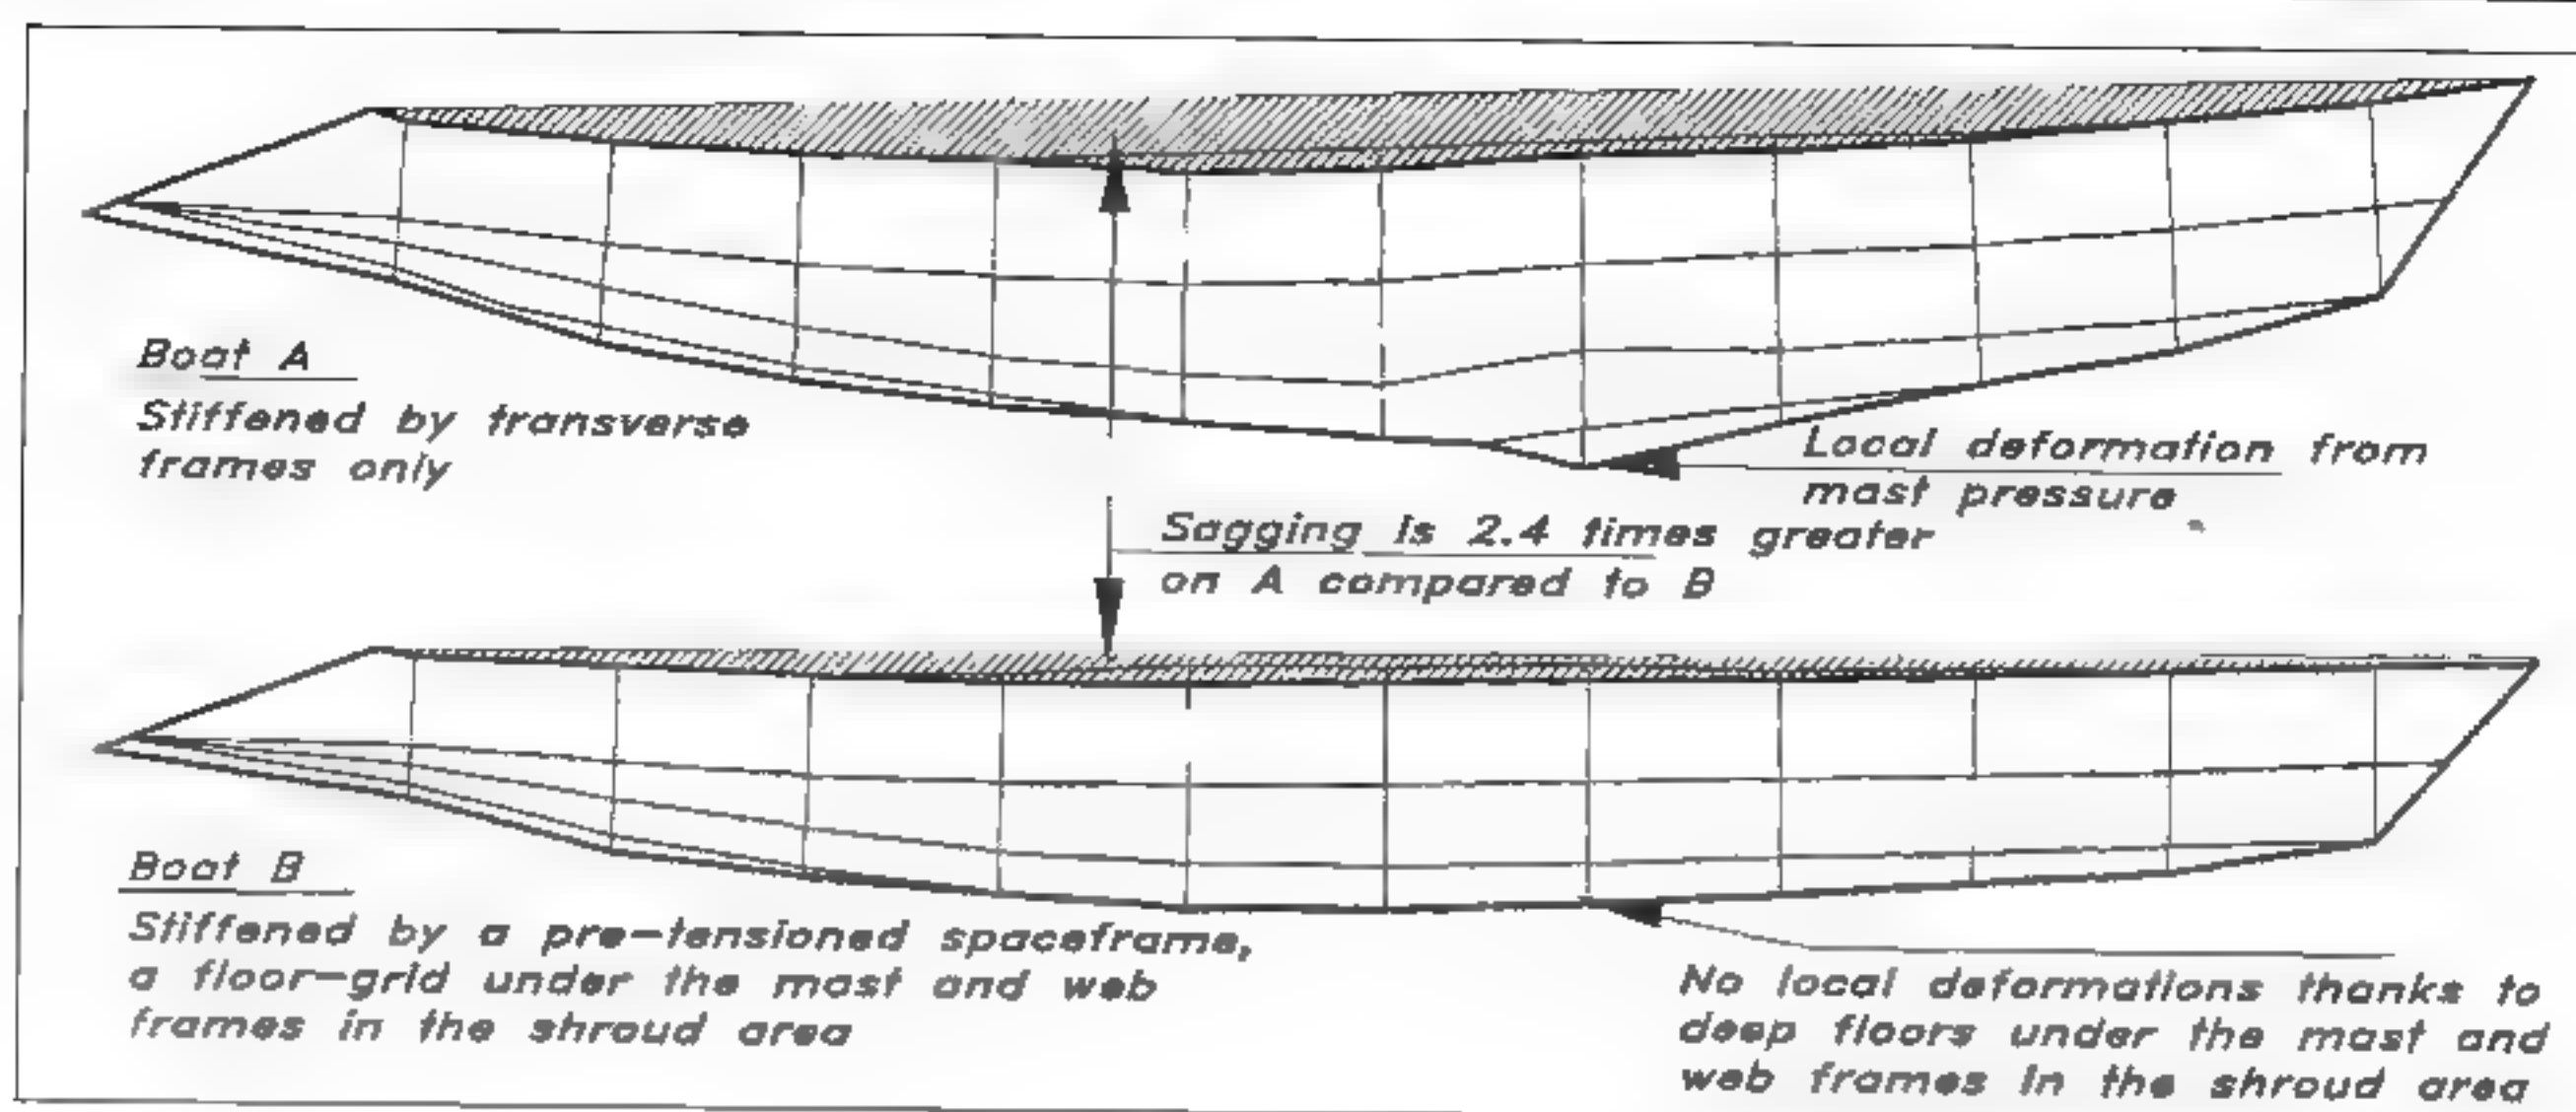 Boat A
Stiffened by transverse
frames only
Local deformation from
mast pressure
Sagging is 2.4 times greater
on A compared to B
Boat B
Stiffened by a pre-tensioned spaceframe,
a floor-grid under the mast and web
frames in the shroud area
No local deformations thanks to
deep floors under the mast and
web frames in the shroud area